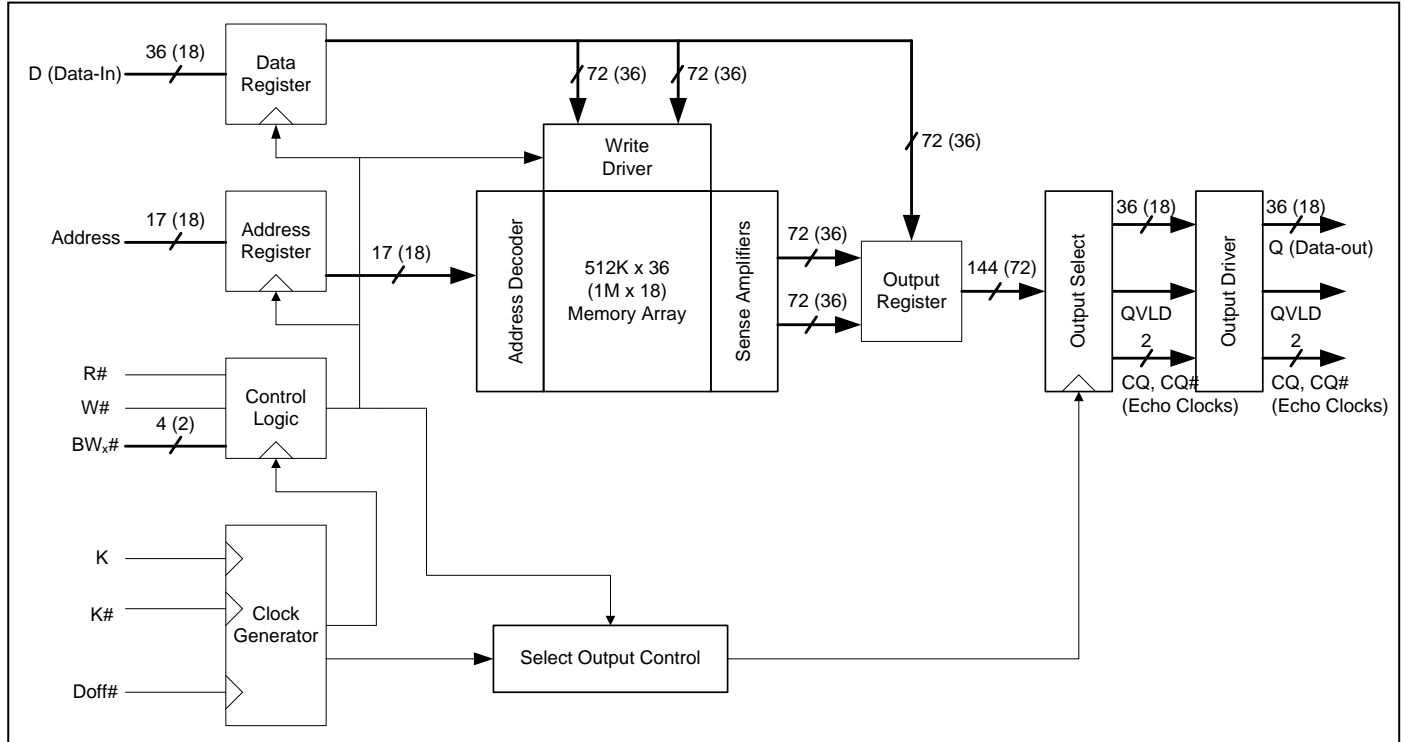 36 (18)
D (Data-In)
Data
Register
72 (36)
72 (36)
72 (36)
Write
Driver
17 (18)
Address
Address
Register
17 (18)
Address Decoder
512K x 36
(1M x 18)
Memory Array
Sense Amplifiers
72 (36)
72 (36)
Output
Register
144 (72)
Output Select
36 (18)
QVLD
2
CQ, CQ#
(Echo Clocks)
Output Driver
36 (18)
Q (Data-out)
QVLD
2
CQ, CQ#
(Echo Clocks)
R#
W#
4 (2)
BWx#
Control
Logic
K
K#
Doff#
Clock
Generator
Select Output Control